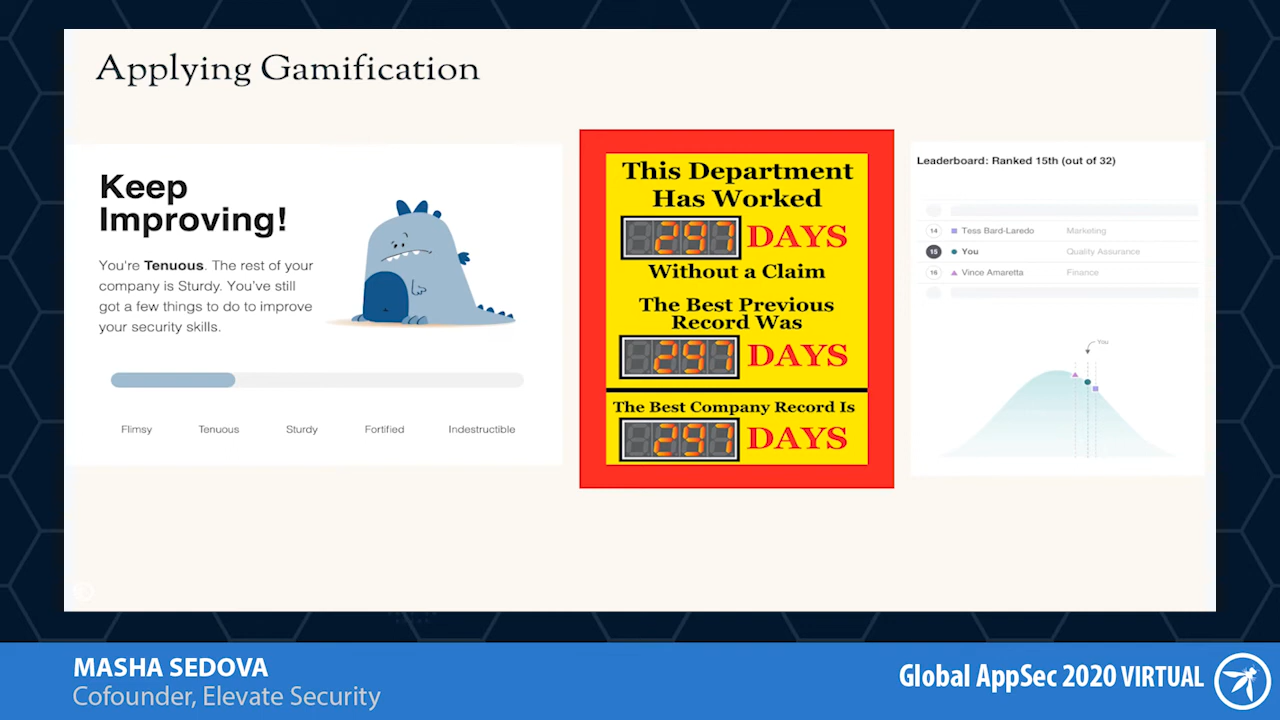 Applying Gamification
Keep
Improving!
You're Tenuous. The rest of your
company is Sturdy. You've still
got a few things to do to improve
your security skills.
Flimsy Tenuous Sturdy Fortified Indestructible
This Department
Has Worked
297 DAYS
Without a Claim
The Best Previous
Record Was
297 DAYS
The Best Company Record Is
297 DAYS
Leaderboard: Ranked 15th (out of 32)
14 Tess Bard-Laredo Marketing
15 You Quality Assurance
16 Vince Amaretta Finance
You
MASHA SEDOVA
Cofounder, Elevate Security
Global AppSec 2020 VIRTUAL